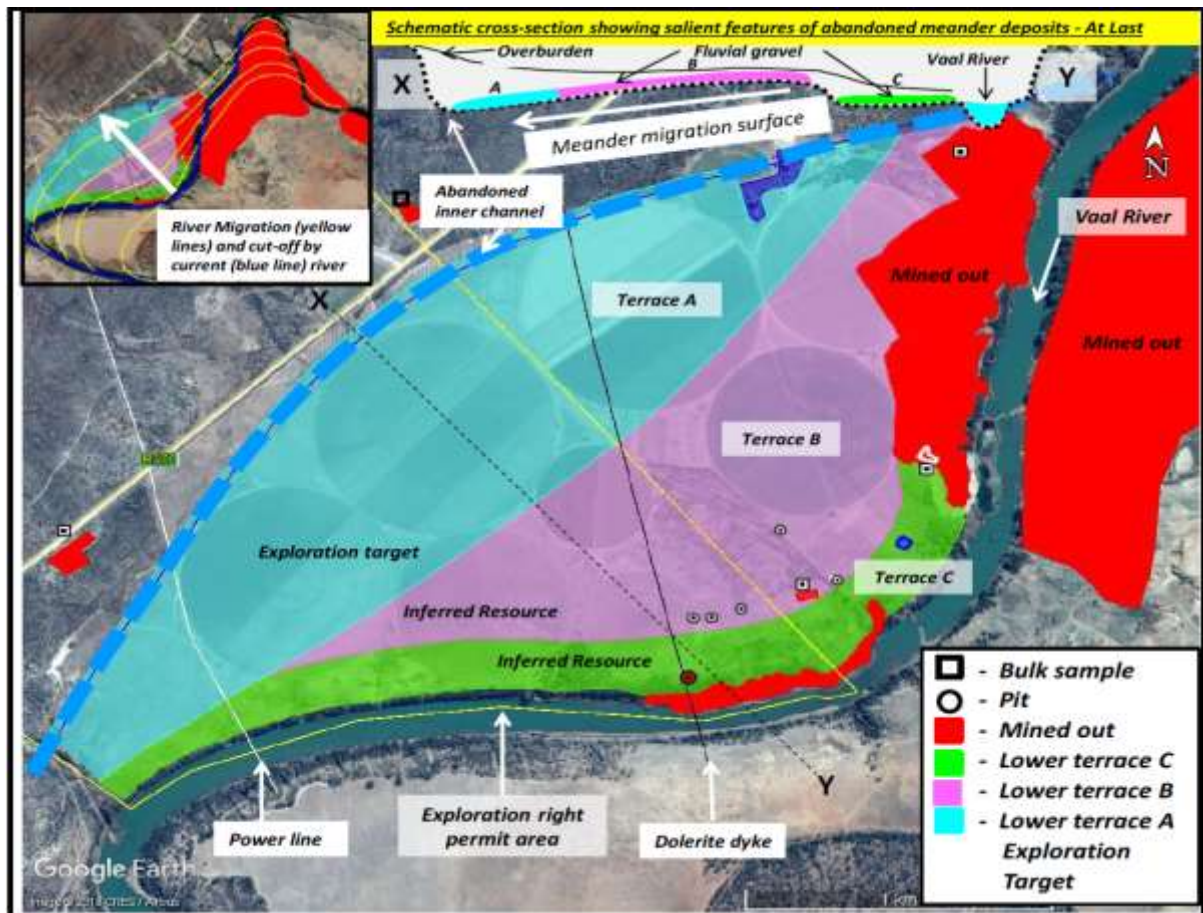 Schematic cross-section showing salient features of abandoned meander deposits - At Last
Overburden
Fluvial gravel
Vaal River
X
A
B
C
Y
Meander migration surface
Abandoned
inner channel
River Migration (yellow
lines) and cut-off by
current (blue line) river
N
Vaal River
X
Terrace A
Mined out
Mined out
Terrace B
Exploration target
Terrace C
Inferred Resource
Inferred Resource
Y
Power line
Exploration right
permit area
Dolerite dyke
- Bulk sample
- Pit
- Mined out
- Lower terrace C
- Lower terrace B
- Lower terrace A
Exploration
Target
Google Earth
1 km